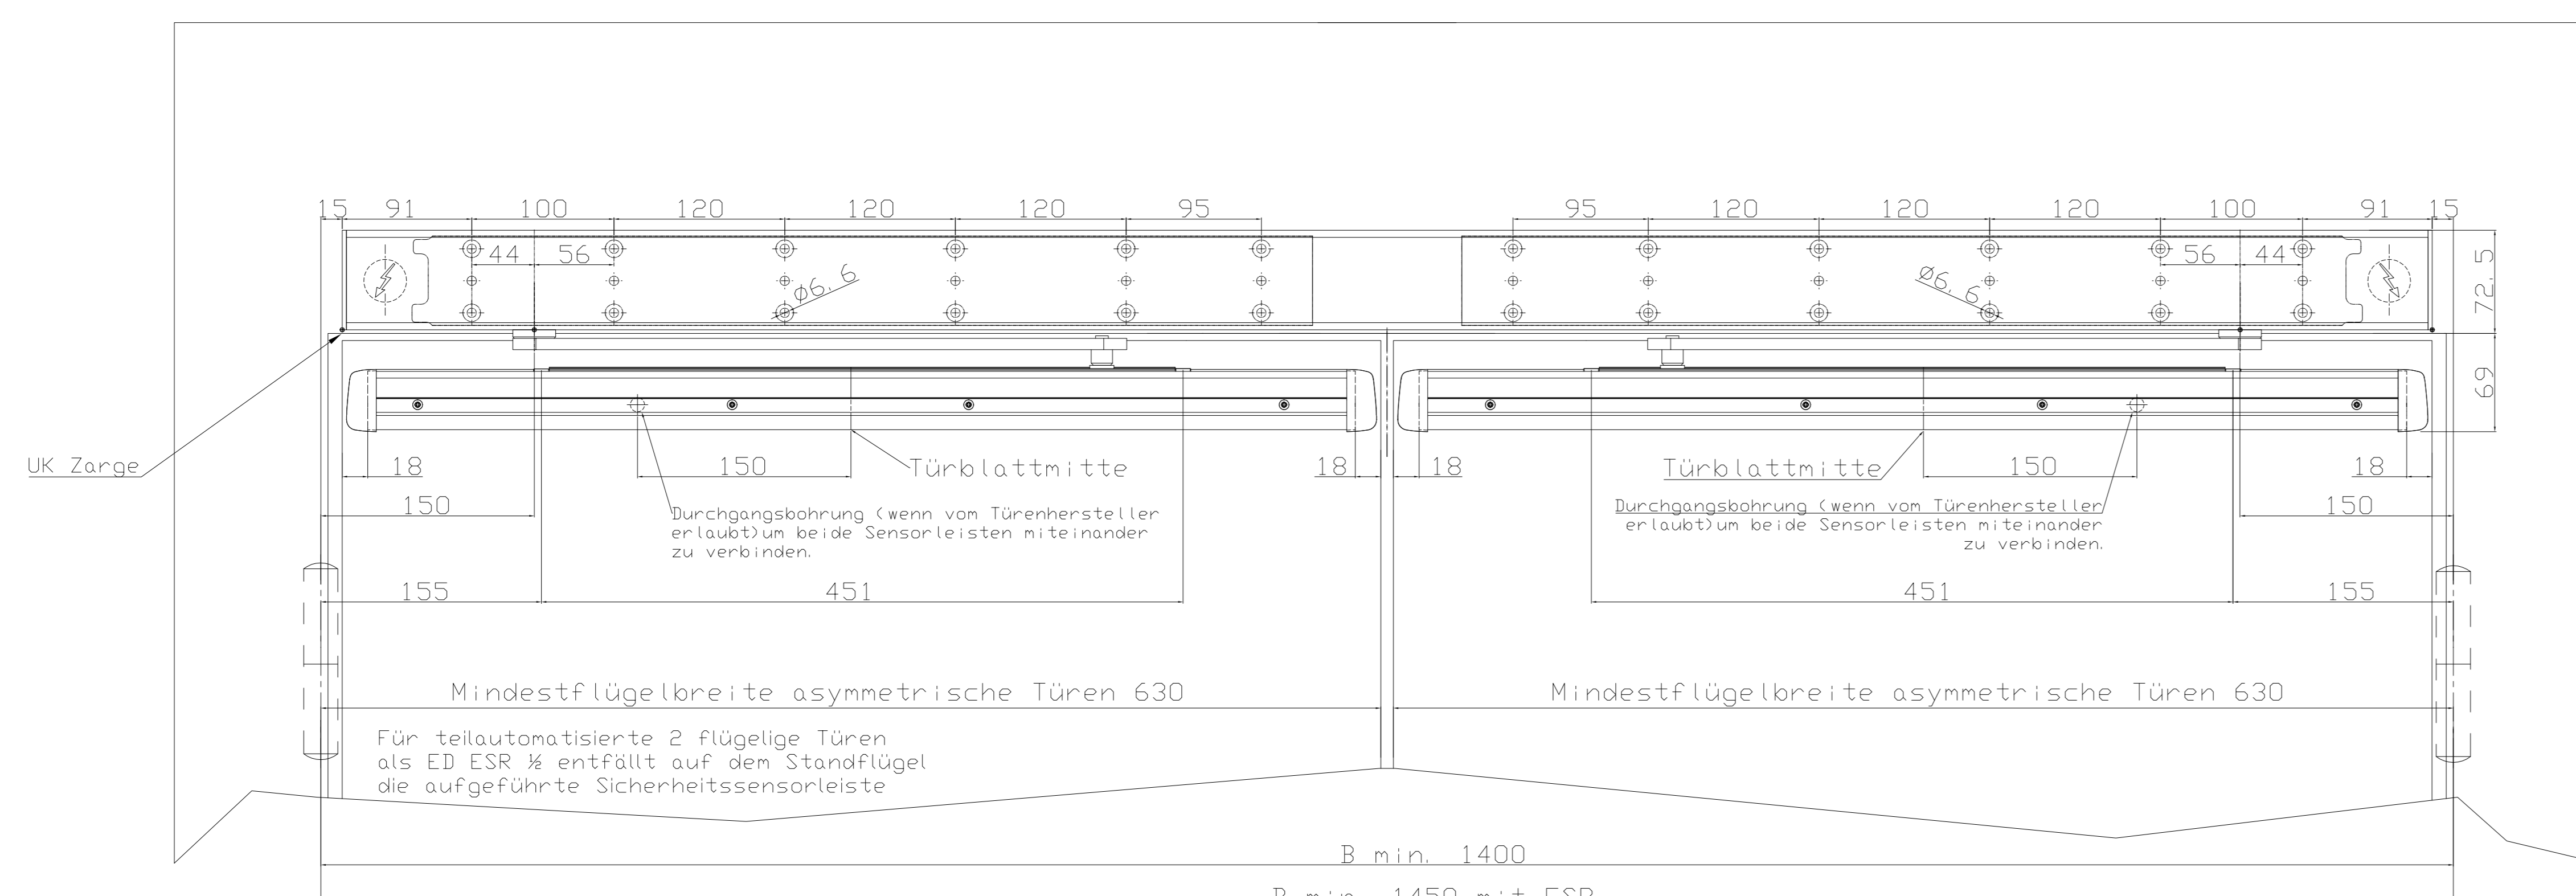 15 91 100 120 120 120 95 95 120 120 120 100 91 15
44 56 56 44
Ø6,6 Ø6,6
72.5
69
UK Zarge
18 150 Türblattmitte 18 18 Türblattmitte 150 18
150 150
Durchgangsbohrung (wenn vom Türenhersteller
erlaubt)um beide Sensorleisten miteinander
zu verbinden.
Durchgangsbohrung (wenn vom Türenhersteller
erlaubt)um beide Sensorleisten miteinander
zu verbinden.
155 451 451 155
Mindestflügelbreite asymmetrische Türen 630
Mindestflügelbreite asymmetrische Türen 630
Für teilautomatisierte 2 flügelige Türen
als ED ESR ½ entfällt auf dem Standflügel
die aufgeführte Sicherheitssensorleiste
B min. 1400
B min. 1450 mit ESR